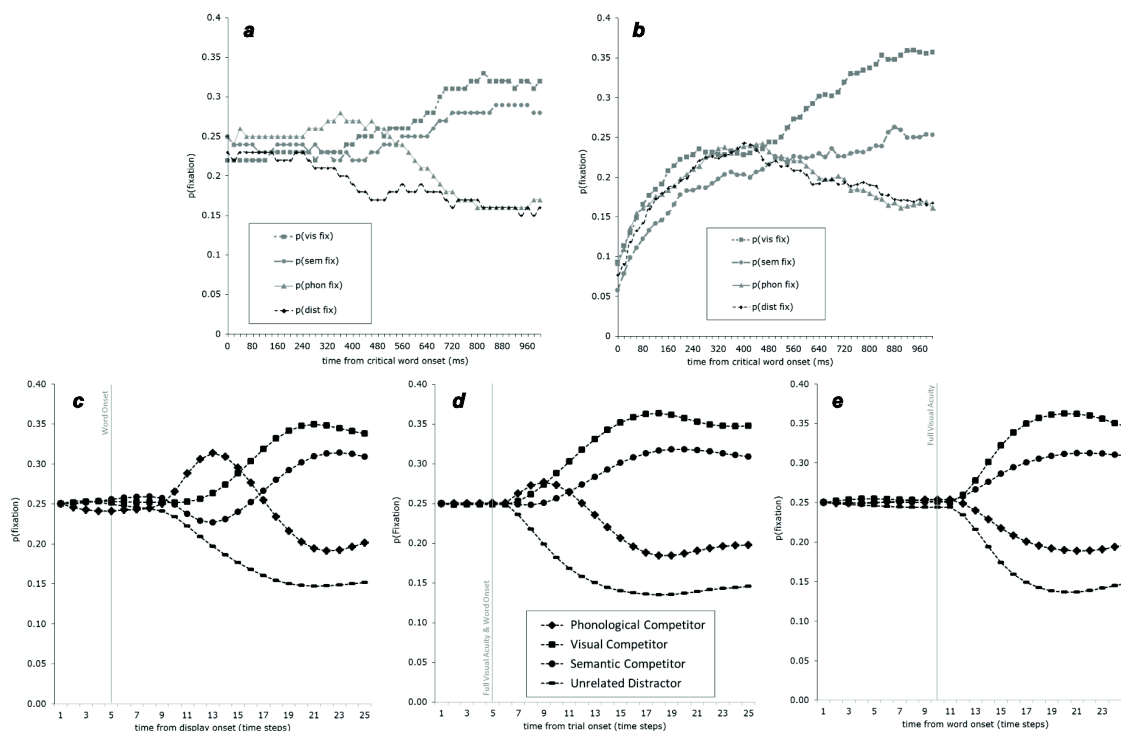 a
0.4
0.35
0.3
0.25
0.2
0.15
0.1
0.05
0
p(fixation)
p(vis fix)
p(sem fix)
p(phon fix)
p(dist fix)
0 80 160 240 320 400 480 560 640 720 800 880 960
time from critical word onset (ms)
b
0.4
0.35
0.3
0.25
0.2
0.15
0.1
0.05
0
p(fixation)
p(vis fix)
p(sem fix)
p(phon fix)
p(dist fix)
0 80 160 240 320 400 480 560 640 720 800 880 960
time from critical word onset (ms)
c
0.40
0.35
0.30
0.25
0.20
0.15
0.10
0.05
0.00
p(fixation)
Word Onset
1 3 5 7 9 11 13 15 17 19 21 23 25
time from display onset (time steps)
d
0.40
0.35
0.30
0.25
0.20
0.15
0.10
0.05
0.00
p(Fixation)
Full Visual Acuity & Word Onset
Phonological Competitor
Visual Competitor
Semantic Competitor
Unrelated Distractor
1 3 5 7 9 11 13 15 17 19 21 23 25
time from trial onset (time steps)
e
0.40
0.35
0.30
0.25
0.20
0.15
0.10
0.05
0.00
p(fixation)
Full Visual Acuity
1 3 5 7 9 11 13 15 17 19 21 23
time from word onset (time steps)